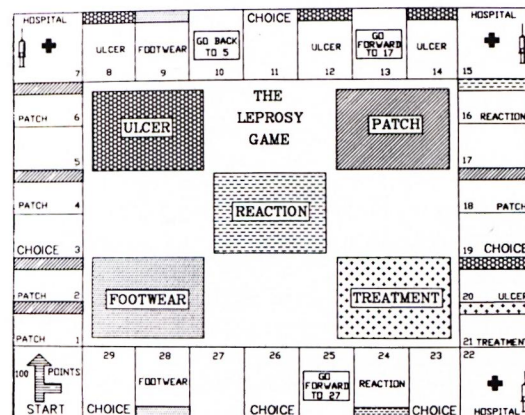 HOSPITAL
7
8
ULCER
9
FOOTWEAR
GO BACK
TO 5
10
CHOICE
11
ULCER
12
GO
FORWARD
TO 17
13
ULCER
14
HOSPITAL
15
PATCH
6
5
PATCH
4
CHOICE
3
PATCH
2
PATCH
1
THE
LEPROSY
GAME
ULCER
PATCH
REACTION
FOOTWEAR
TREATMENT
16 REACTION
17
18
PATCH
19
CHOICE
20
ULCER
21 TREATMENT
100 POINTS
START
29
CHOICE
28
FOOTWEAR
27
26
CHOICE
25
GO
FORWARD
TO 27
24
REACTION
23
CHOICE
22
HOSPITAL